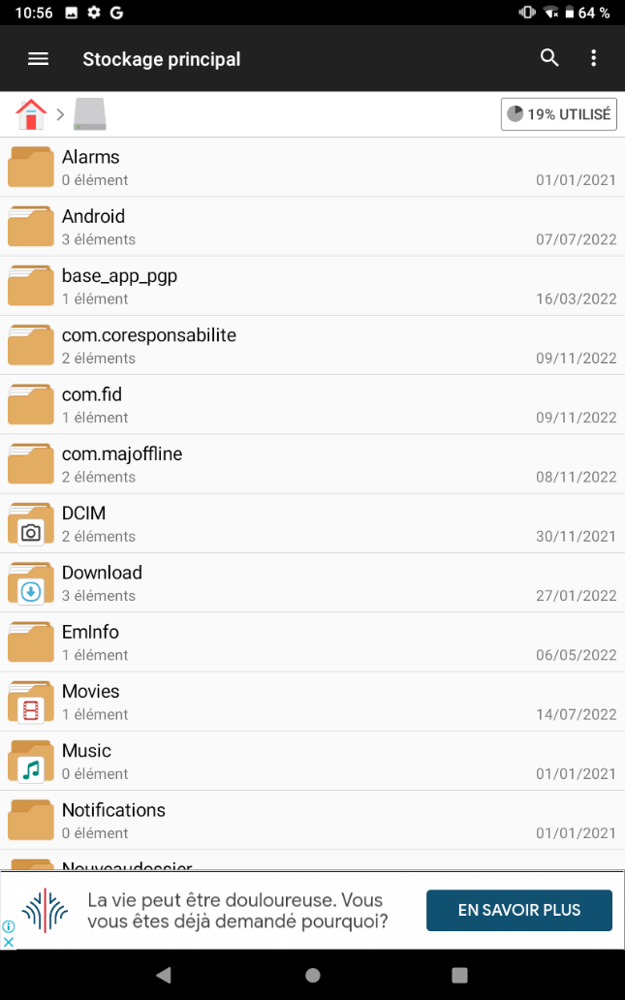 10:56
64 %
Stockage principal
19% UTILISÉ
Alarms
0 élément 01/01/2021
Android
3 éléments 07/07/2022
base_app_pgp
1 élément 16/03/2022
com.coresponsabilite
2 éléments 09/11/2022
com.fid
1 élément 09/11/2022
com.majoffline
2 éléments 08/11/2022
DCIM
2 éléments 30/11/2021
Download
3 éléments 27/01/2022
EmInfo
1 élément 06/05/2022
Movies
1 élément 14/07/2022
Music
0 élément 01/01/2021
Notifications
0 élément 01/01/2021
Nouveaudossier
La vie peut être douloureuse. Vous
vous êtes déjà demandé pourquoi?
EN SAVOIR PLUS